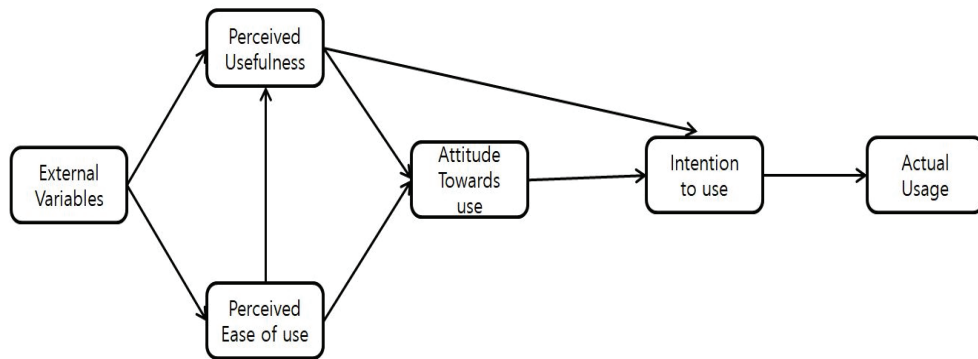 Perceived
Usefulness
External
Variables
Attitude
Towards
use
Intention
to use
Actual
Usage
Perceived
Ease of use